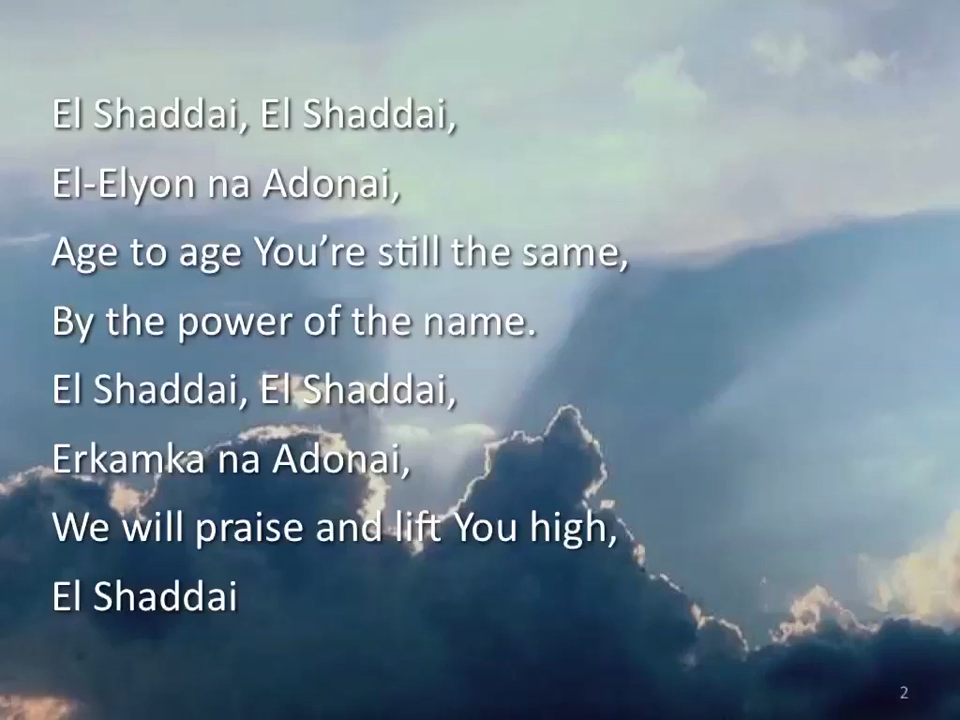 El Shaddai, El Shaddai,
El-Elyon na Adonai,
Age to age You’re still the same,
By the power of the name.
El Shaddai, El Shaddai,
Erkamka na Adonai,
We will praise and lift You high,
El Shaddai
2